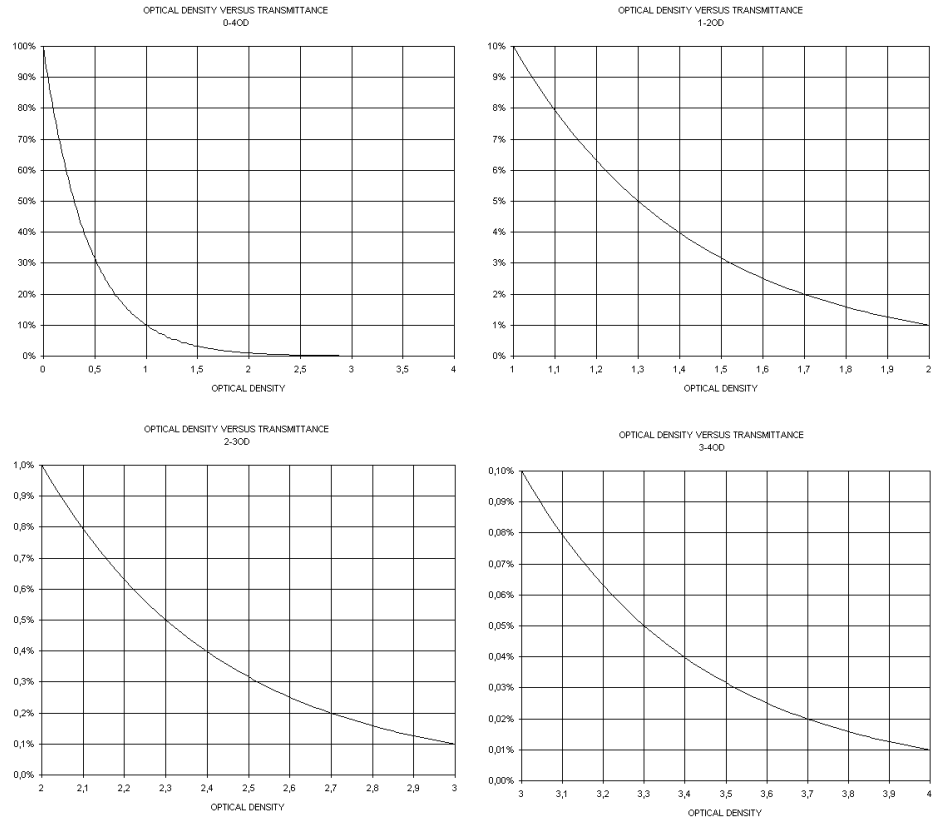 OPTICAL DENSITY VERSUS TRANSMITTANCE
0-4OD
100%
90%
80%
70%
60%
50%
40%
30%
20%
10%
0%
0 0,5 1 1,5 2 2,5 3 3,5 4
OPTICAL DENSITY
OPTICAL DENSITY VERSUS TRANSMITTANCE
1-2OD
10%
9%
8%
7%
6%
5%
4%
3%
2%
1%
0%
1 1,1 1,2 1,3 1,4 1,5 1,6 1,7 1,8 1,9 2
OPTICAL DENSITY
OPTICAL DENSITY VERSUS TRANSMITTANCE
2-3OD
1,0%
0,9%
0,8%
0,7%
0,6%
0,5%
0,4%
0,3%
0,2%
0,1%
0,0%
2 2,1 2,2 2,3 2,4 2,5 2,6 2,7 2,8 2,9 3
OPTICAL DENSITY
OPTICAL DENSITY VERSUS TRANSMITTANCE
3-4OD
0,10%
0,09%
0,08%
0,07%
0,06%
0,05%
0,04%
0,03%
0,02%
0,01%
0,00%
3 3,1 3,2 3,3 3,4 3,5 3,6 3,7 3,8 3,9 4
OPTICAL DENSITY